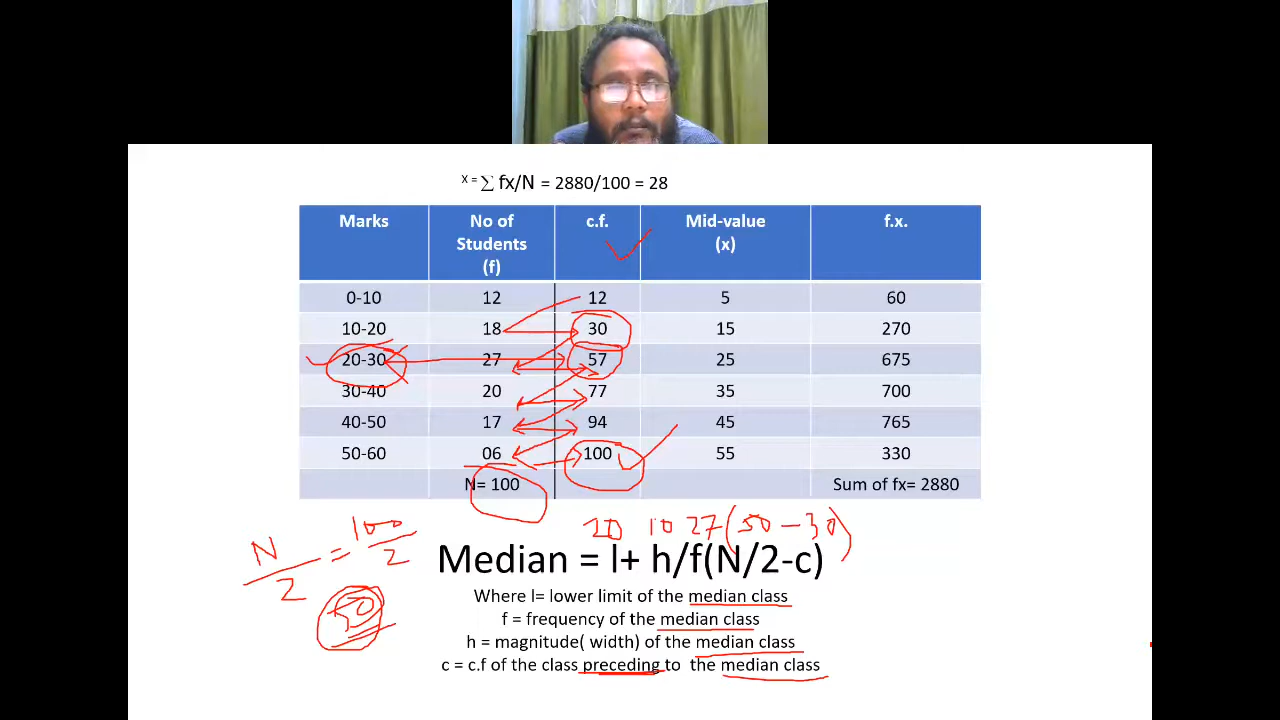 X = ∑ fx/N = 2880/100 = 28
Marks No of Students (f) c.f. Mid-value (x) f.x.
0-10 12 12 5 60
10-20 18 30 15 270
20-30 27 57 25 675
30-40 20 77 35 700
40-50 17 94 45 765
50-60 06 100 55 330
N= 100 Sum of fx= 2880
20 10 27 (50 - 30)
N/2 = 100/2
50
Median = l+ h/f(N/2-c)
Where l= lower limit of the median class
f = frequency of the median class
h = magnitude( width) of the median class
c = c.f of the class preceding to the median class